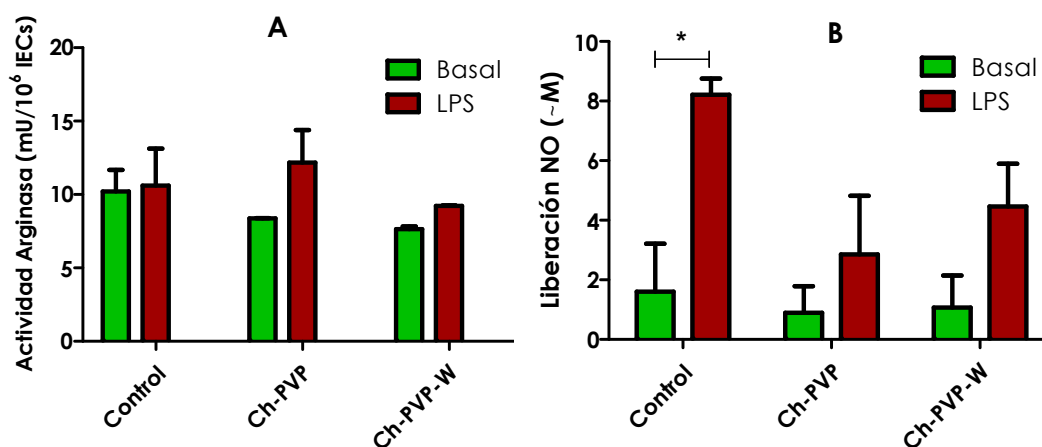 A
Actividad Arginasa (mU/10⁶ IECs)
20
15
10
5
0
Basal
LPS
Control
Ch-PVP
Ch-PVP-W
B
Liberación NO (~M)
10
8
6
4
2
0
*
Basal
LPS
Control
Ch-PVP
Ch-PVP-W